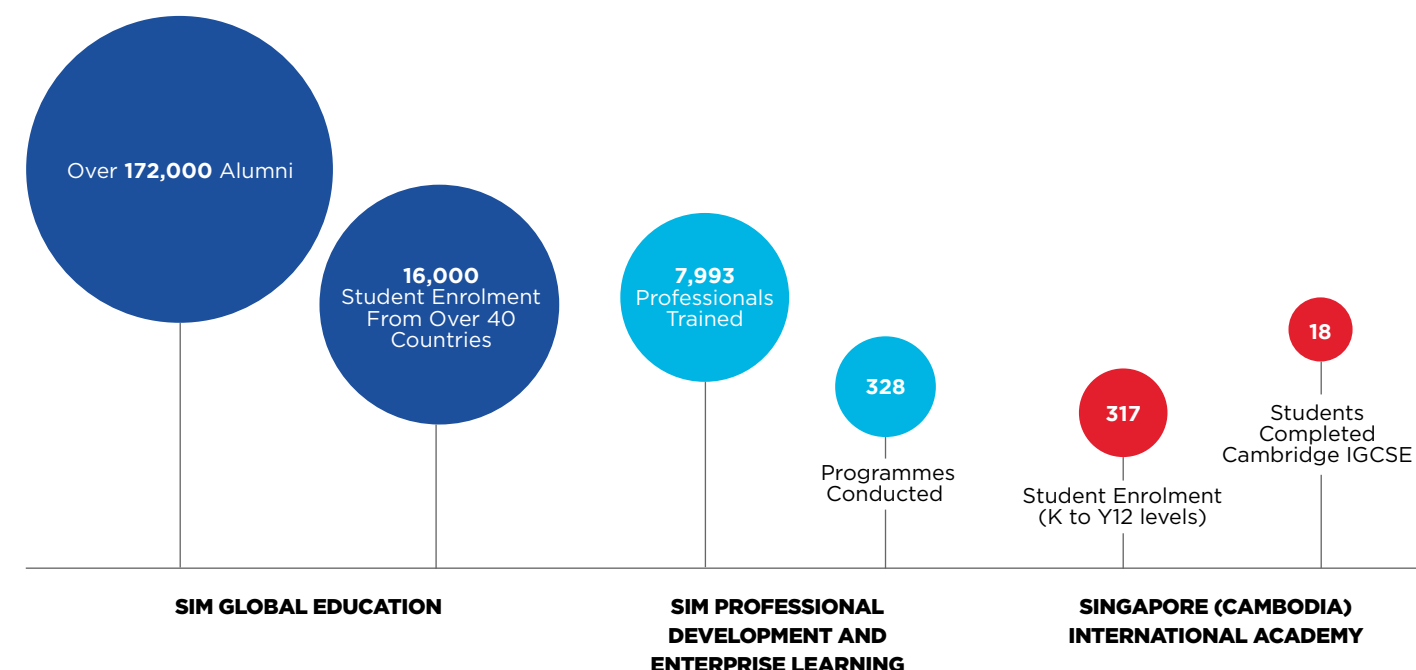 Over 172,000 Alumni
16,000
Student Enrolment
From Over 40
Countries
7,993
Professionals
Trained
328
Programmes
Conducted
317
Student Enrolment
(K to Y12 levels)
18
Students
Completed
Cambridge IGCSE
SIM GLOBAL EDUCATION
SIM PROFESSIONAL
DEVELOPMENT AND
ENTERPRISE LEARNING
SINGAPORE (CAMBODIA)
INTERNATIONAL ACADEMY